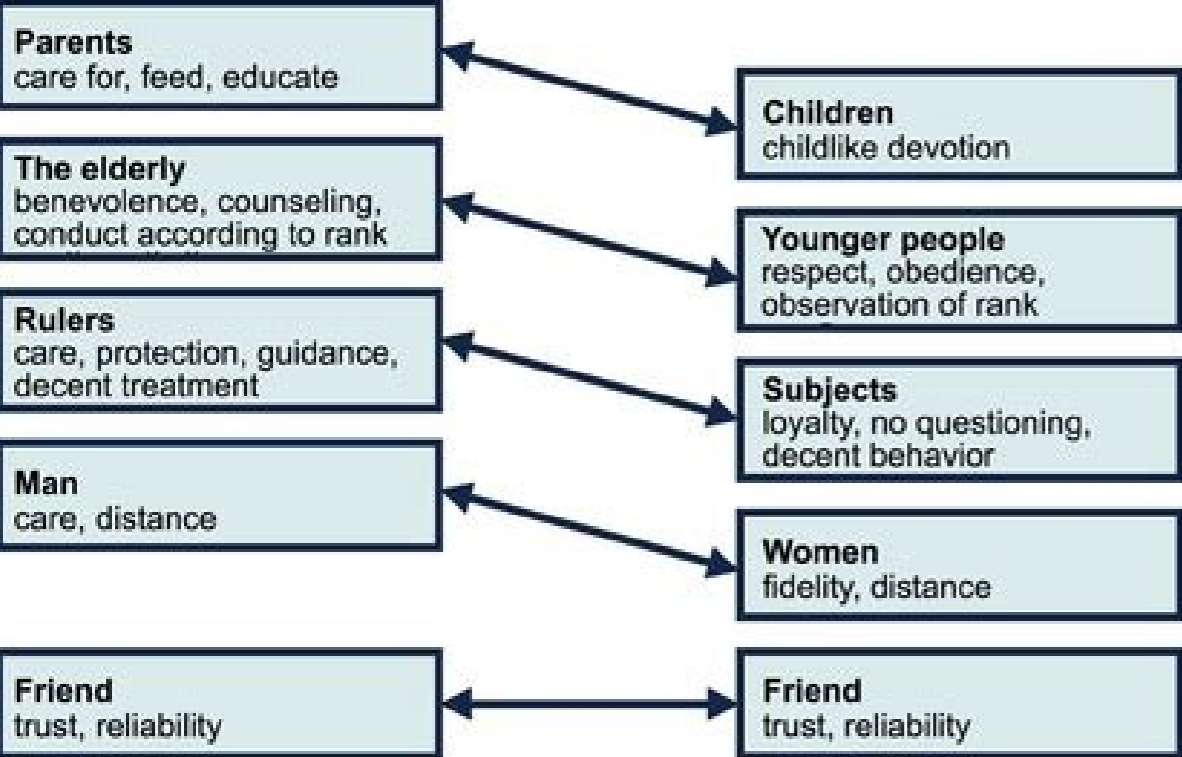 Parents
care for, feed, educate
Children
childlike devotion
The elderly
benevolence, counseling,
conduct according to rank
Younger people
respect, obedience,
observation of rank
Rulers
care, protection, guidance,
decent treatment
Subjects
loyalty, no questioning,
decent behavior
Man
care, distance
Women
fidelity, distance
Friend
trust, reliability
Friend
trust, reliability